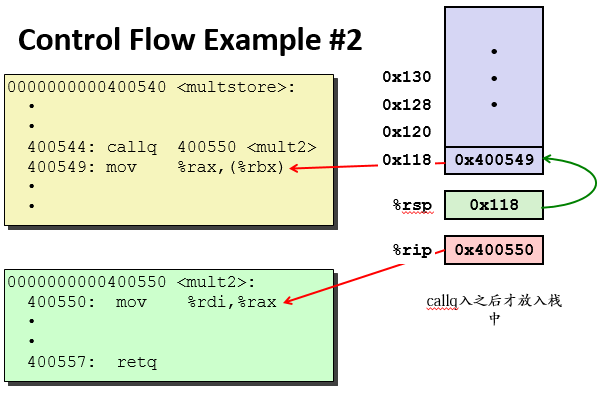 Control Flow Example #2
0000000000400540 <multstore>:
•
•
400544: callq 400550 <mult2>
400549: mov %rax,(%rbx)
•
•
0000000000400550 <mult2>:
400550: mov %rdi,%rax
•
•
400557: retq
•
•
•
0x130
0x128
0x120
0x118 0x400549
%rsp 0x118
%rip 0x400550
callq入之后才放入栈
中